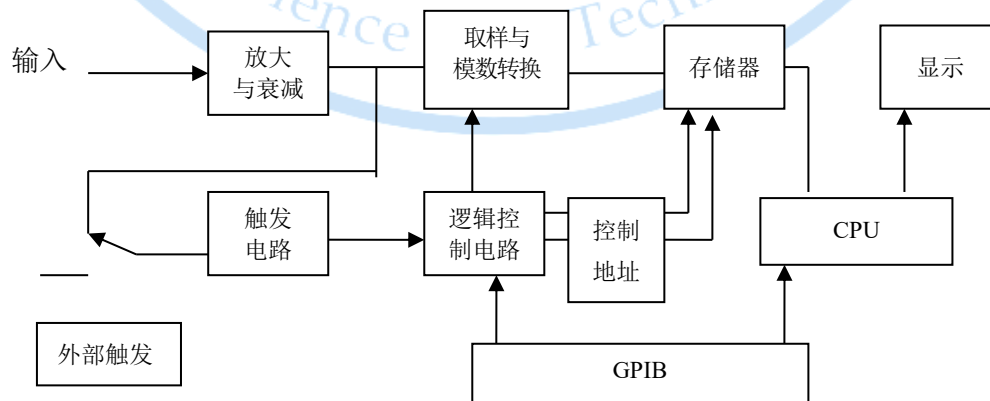 ience
Techn
输入
放大
与衰减
取样与
模数转换
存储器
显示
触发
电路
逻辑控
制电路
控制
地址
CPU
外部触发
GPIB